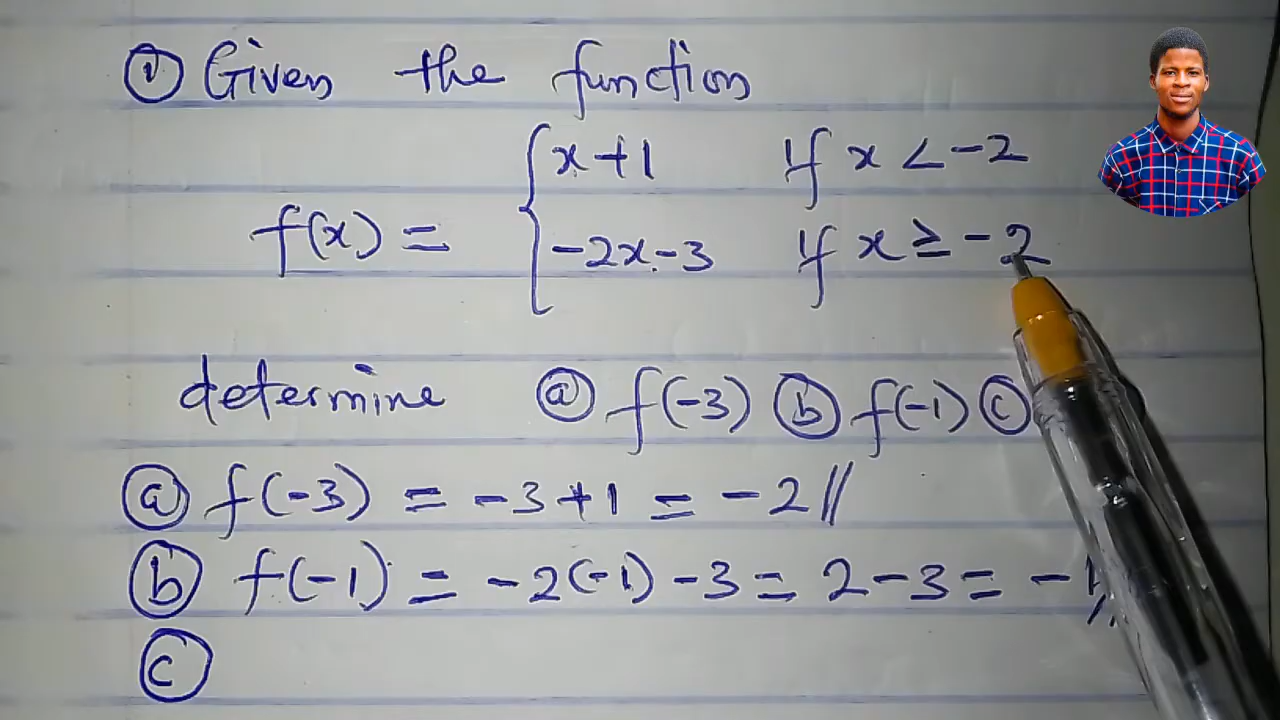 ① Given the function
x+1 if x < -2
f(x) =
-2x-3 if x ≥ -2
determine ⓐ f(-3) ⓑ f(-1) ⓒ
ⓐ f(-3) = -3+1 = -2//
ⓑ f(-1) = -2(-1) -3 = 2-3 = -1//
ⓒ